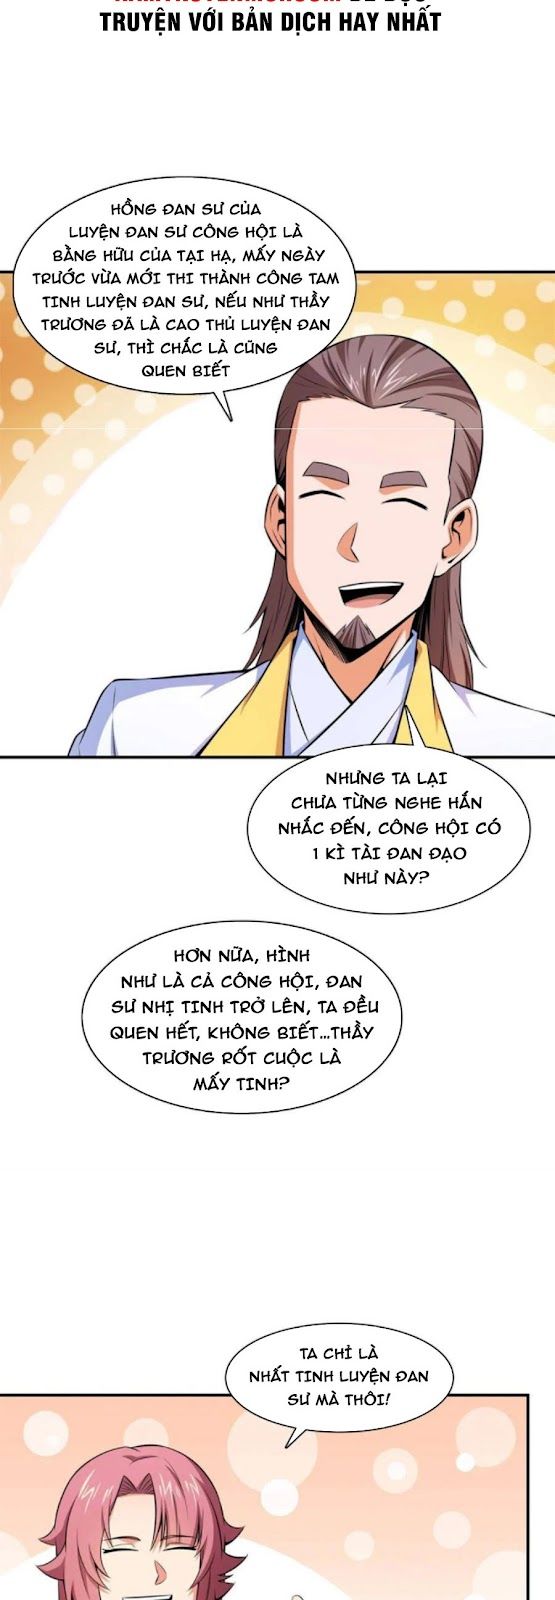 TRUYỆN VỚI BẢN DỊCH HAY NHẤT
HỒNG ĐAN SƯ CỦA
LUYỆN ĐAN SƯ CÔNG HỘI LÀ
BẰNG HỮU CỦA TẠI HẠ, MẤY NGÀY
TRƯỚC VỪA MỚI THI THÀNH CÔNG TAM
TINH LUYỆN ĐAN SƯ, NẾU NHƯ THẦY
TRƯƠNG ĐÃ LÀ CAO THỦ LUYỆN ĐAN
SƯ, THÌ CHẮC LÀ CŨNG
QUEN BIẾT
NHƯNG TA LẠI
CHƯA TỪNG NGHE HẮN
NHẮC ĐẾN, CÔNG HỘI CÓ
1 KÌ TÀI ĐAN ĐẠO
NHƯ NÀY?
HƠN NỮA, HÌNH
NHƯ LÀ CẢ CÔNG HỘI, ĐAN
SƯ NHỊ TINH TRỞ LÊN, TA ĐỀU
QUEN HẾT, KHÔNG BIẾT...THẦY
TRƯƠNG RỐT CUỘC LÀ
MẤY TINH?
TA CHỈ LÀ
NHẤT TINH LUYỆN ĐAN
SƯ MÀ THÔI!